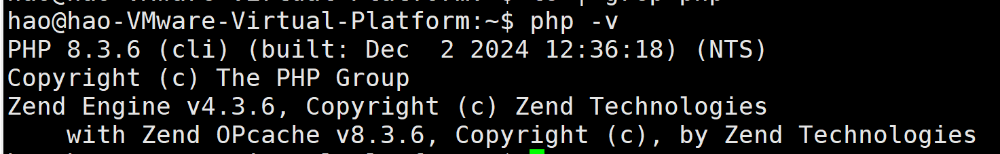 hao@hao-VMware-Virtual-Platform:~$ php -v
PHP 8.3.6 (cli) (built: Dec  2 2024 12:36:18) (NTS)
Copyright (c) The PHP Group
Zend Engine v4.3.6, Copyright (c) Zend Technologies
    with Zend OPcache v8.3.6, Copyright (c), by Zend Technologies